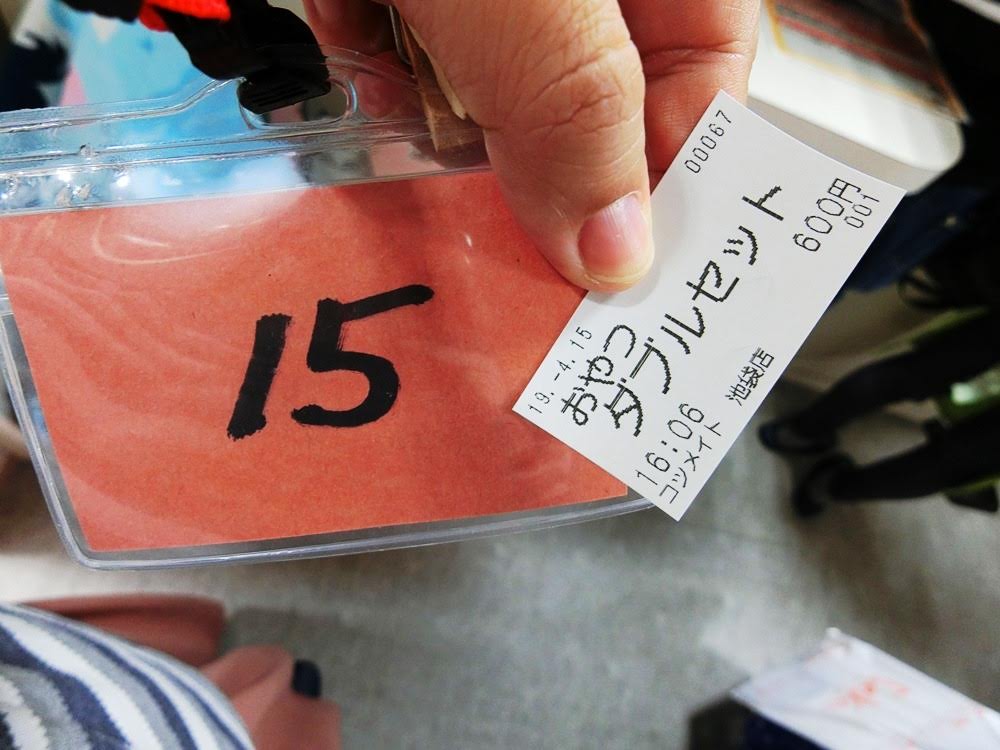 15
19.-4.15
00067
おやつ
ダブルセット
600円
16:06
001
コツメイト
池袋店